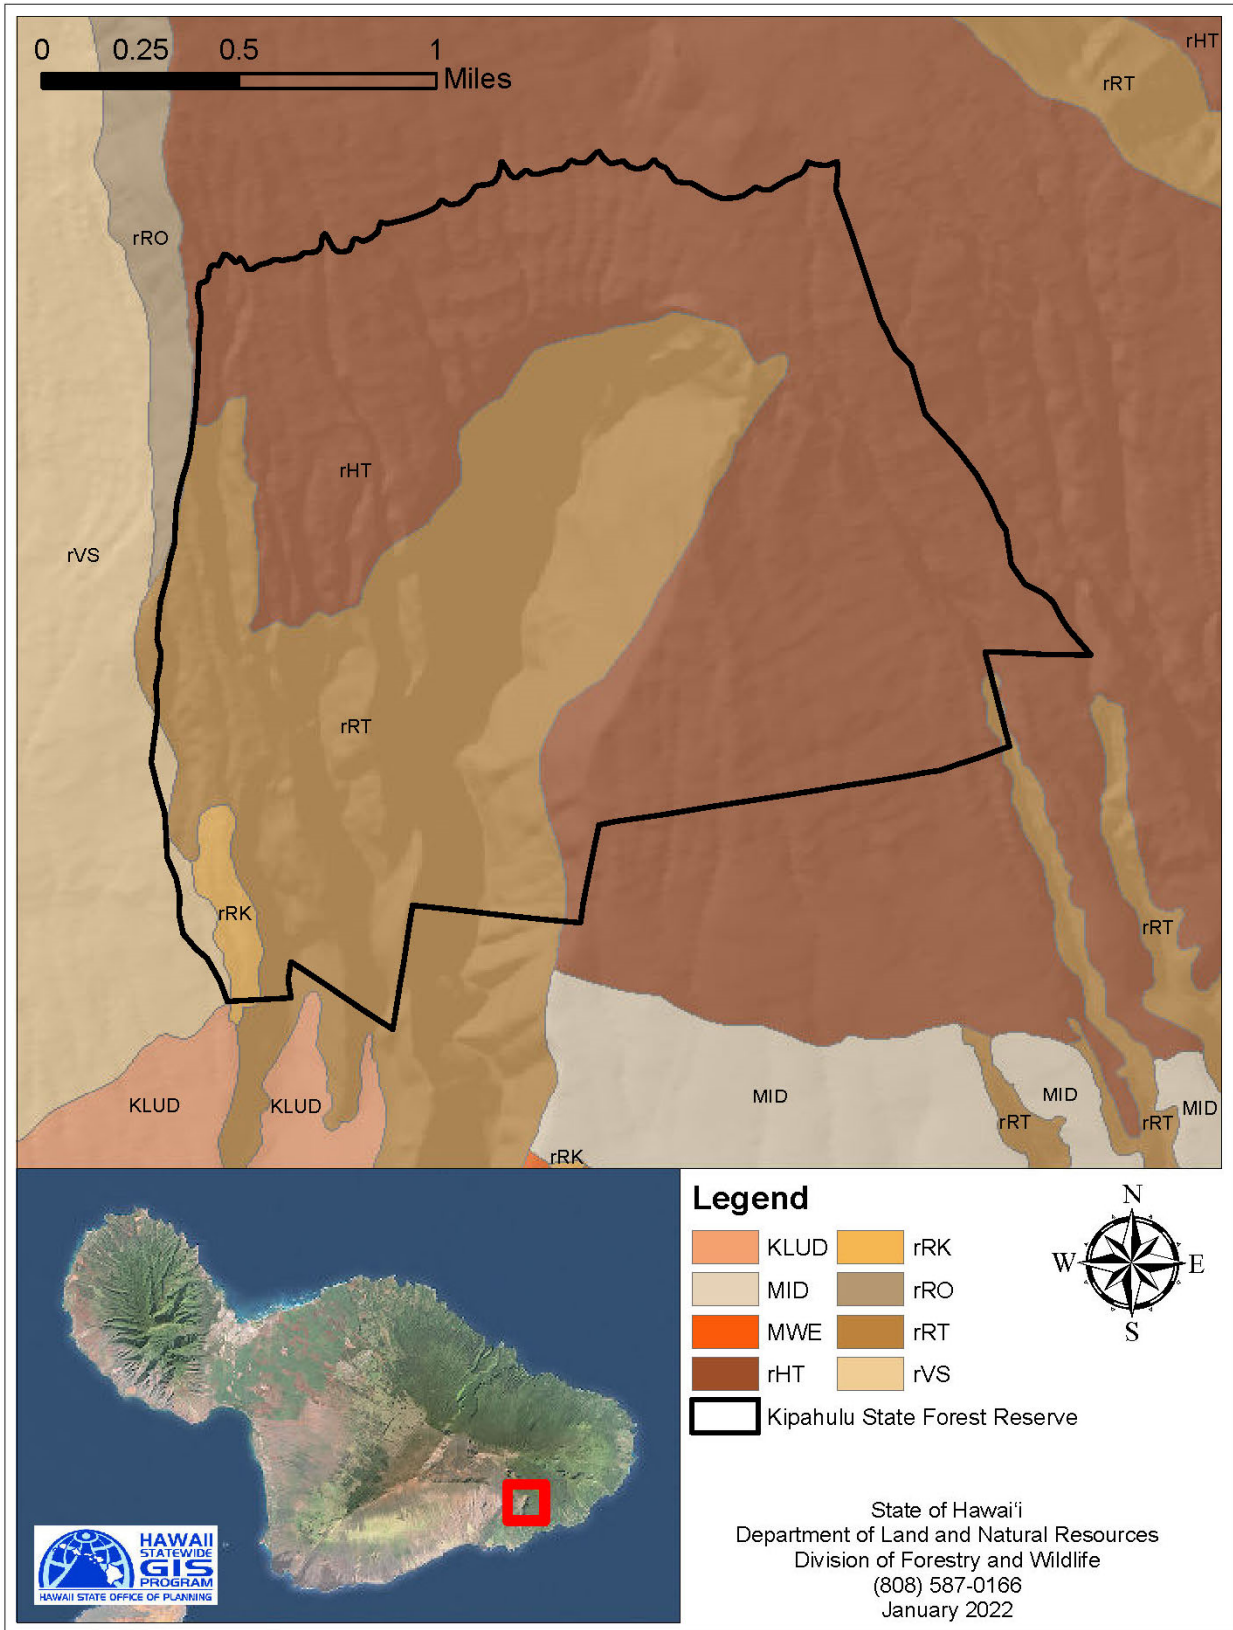 0 0.25 0.5 1
Miles
rHT
rRT
rRO
rHT
rVS
rRT
rRK
rRT
KLUD
KLUD
MID
MID
rRT
rRT
MID
rRK
Legend
KLUD
rRK
MID
rRO
MWE
rRT
rHT
rVS
Kipahulu State Forest Reserve
N
W E
S
HAWAII
STATEWIDE
GIS
PROGRAM
HAWAII STATE OFFICE OF PLANNING
State of Hawai‘i
Department of Land and Natural Resources
Division of Forestry and Wildlife
(808) 587-0166
January 2022